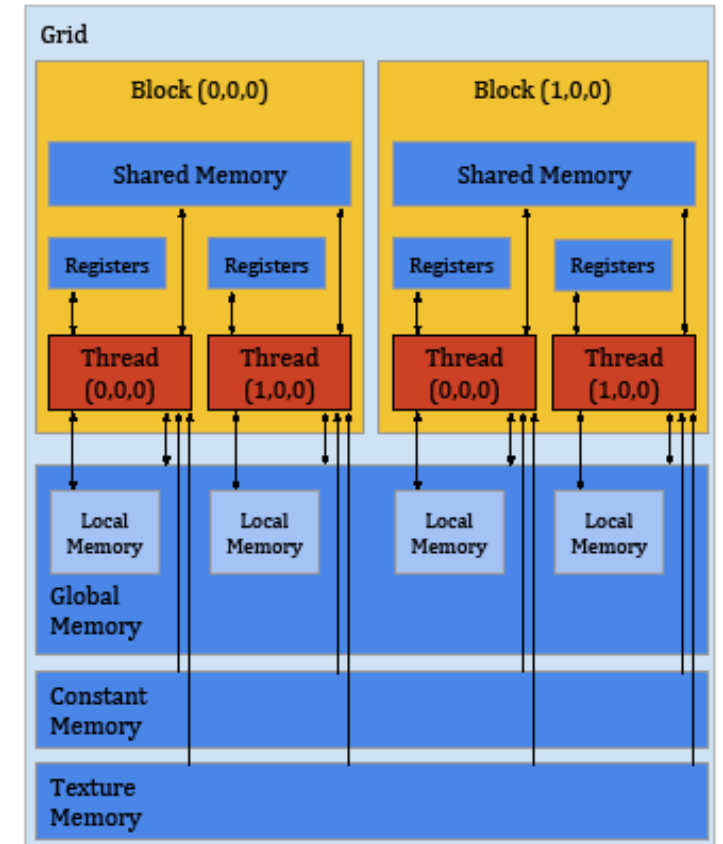 Grid
Block (0,0,0)
Block (1,0,0)
Shared Memory
Shared Memory
Registers
Registers
Registers
Registers
Thread
(0,0,0)
Thread
(1,0,0)
Thread
(0,0,0)
Thread
(1,0,0)
Local
Memory
Local
Memory
Local
Memory
Local
Memory
Global
Memory
Constant
Memory
Texture
Memory